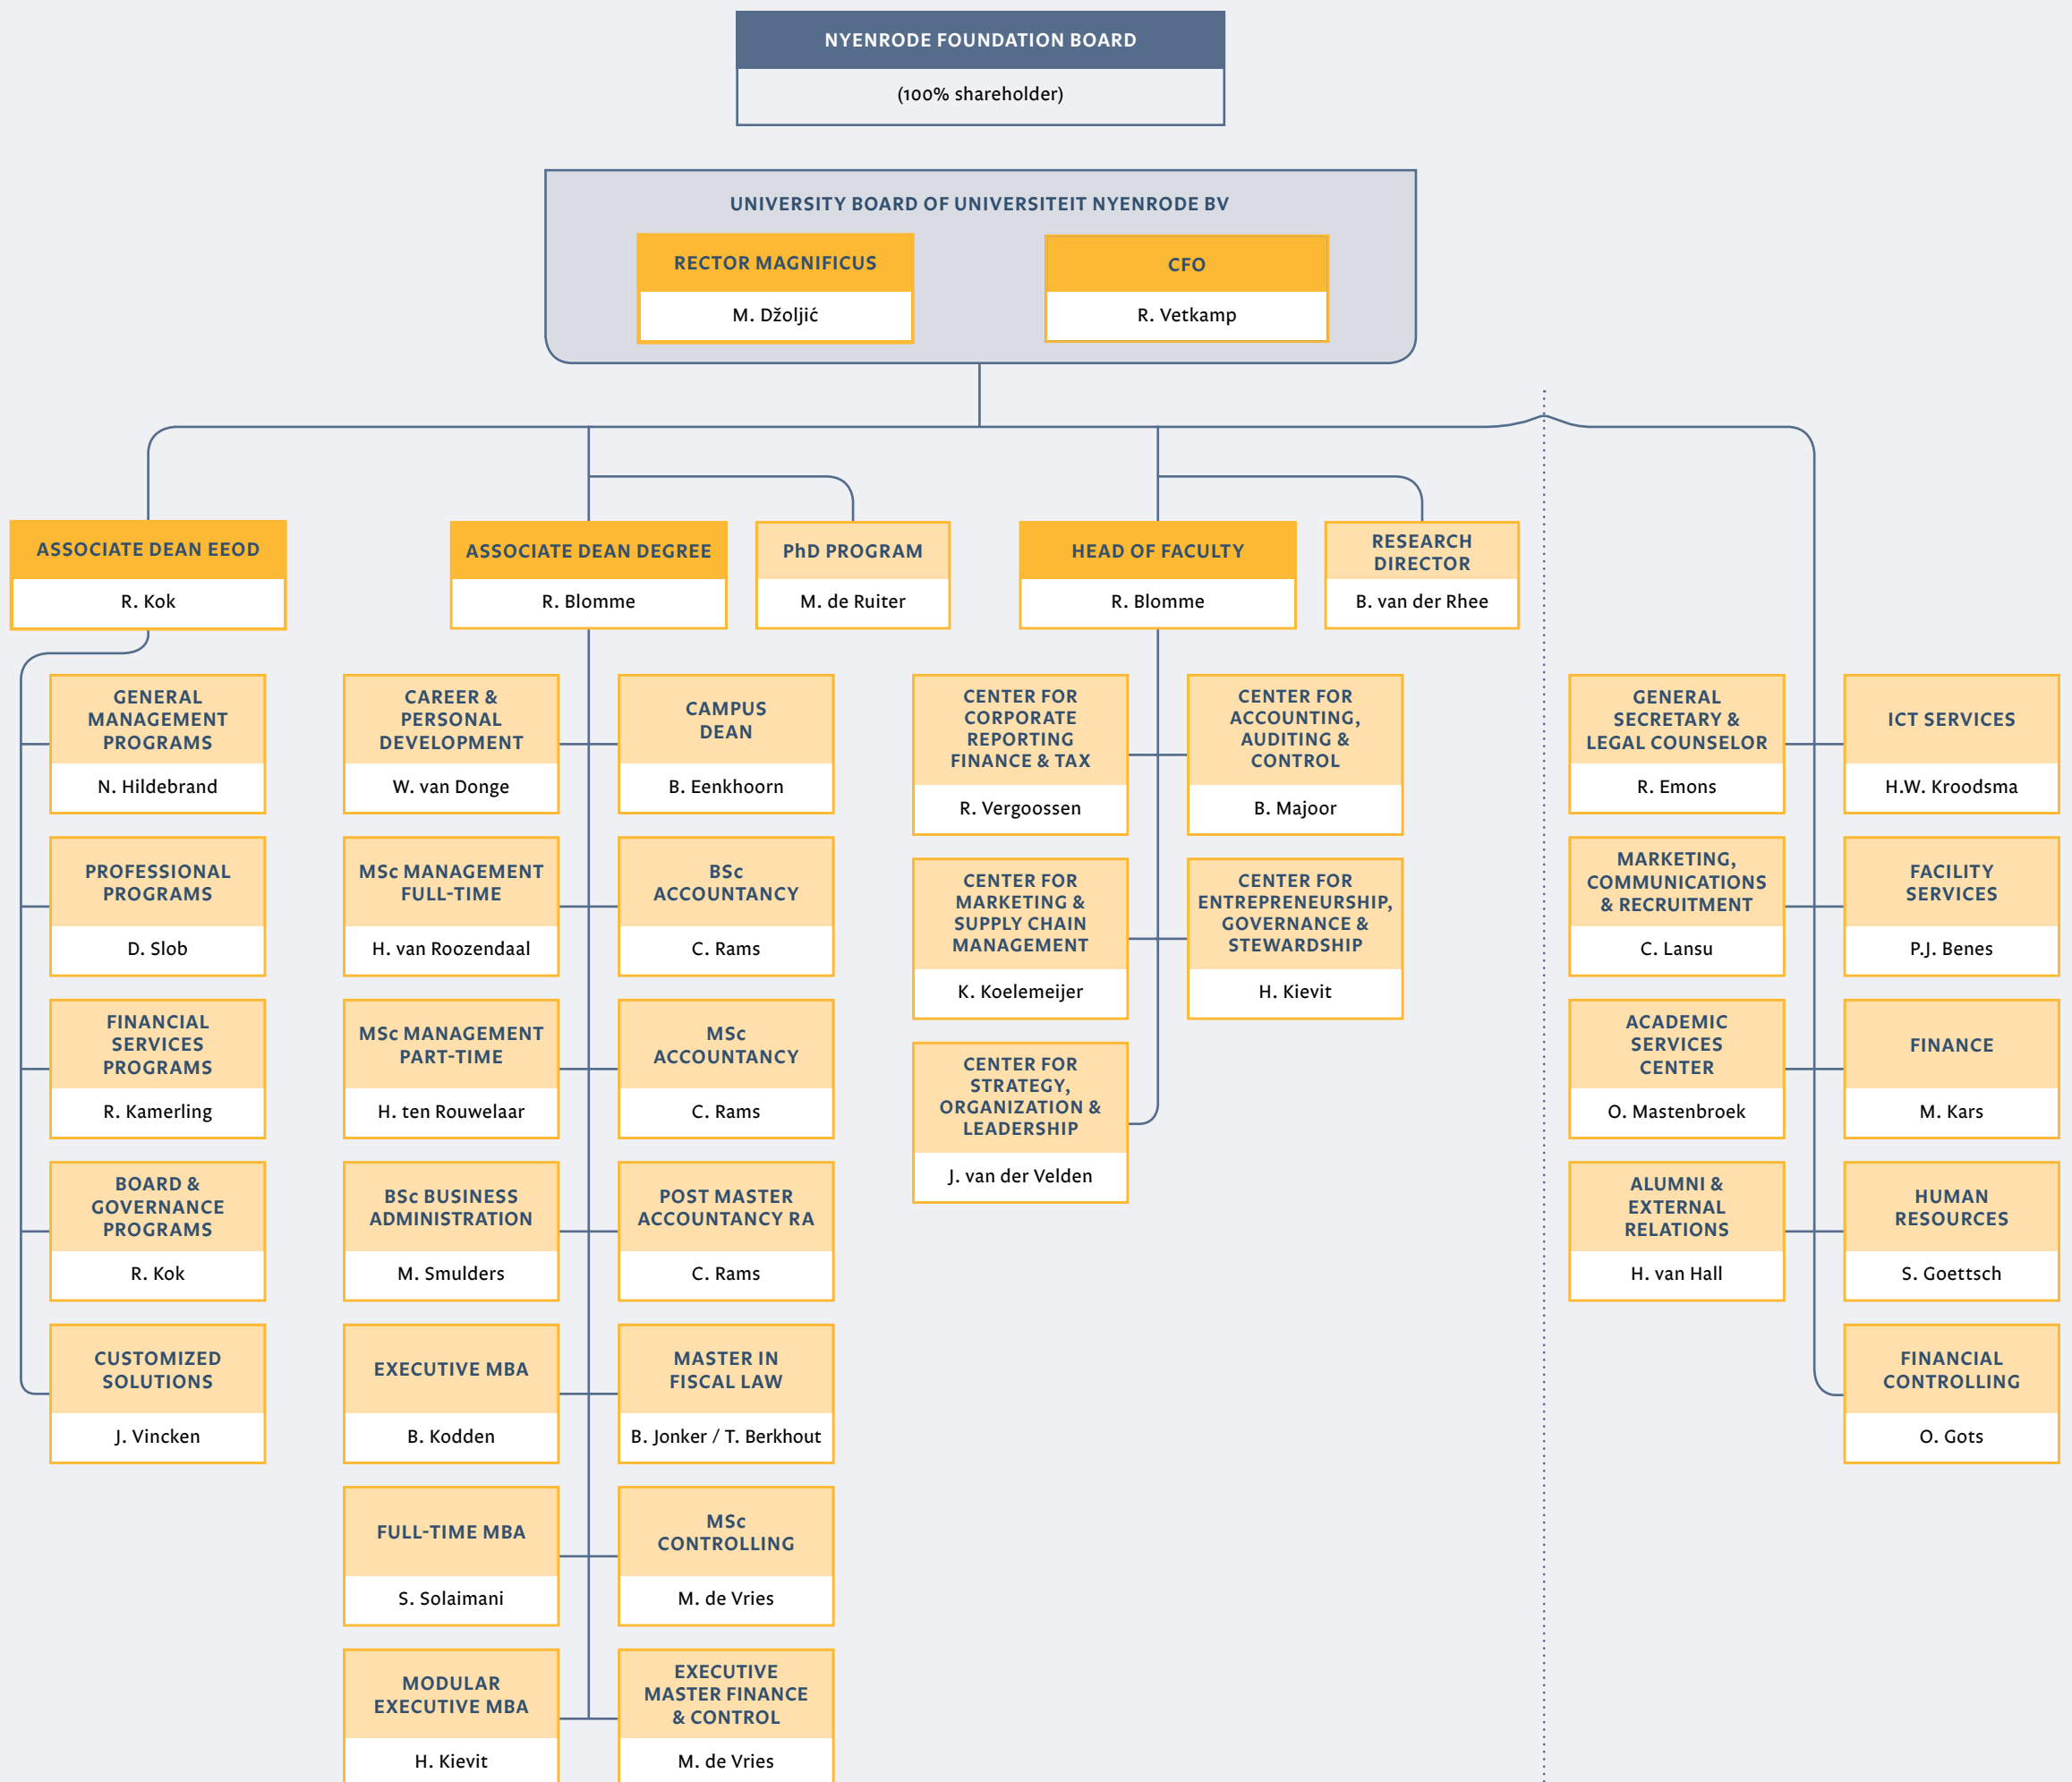 NYENRODE FOUNDATION BOARD
(100% shareholder)
UNIVERSITY BOARD OF UNIVERSITEIT NYENRODE BV
RECTOR MAGNIFICUS
M. Džoljić
CFO
R. Vetkamp
ASSOCIATE DEAN EEOD
R. Kok
ASSOCIATE DEAN DEGREE
R. Blomme
PhD PROGRAM
M. de Ruiter
HEAD OF FACULTY
R. Blomme
RESEARCH
DIRECTOR
B. van der Rhee
GENERAL
MANAGEMENT
PROGRAMS
N. Hildebrand
PROFESSIONAL
PROGRAMS
D. Slob
FINANCIAL
SERVICES
PROGRAMS
R. Kamerling
BOARD &
GOVERNANCE
PROGRAMS
R. Kok
CUSTOMIZED
SOLUTIONS
J. Vincken
CAREER &
PERSONAL
DEVELOPMENT
W. van Donge
CAMPUS
DEAN
B. Eenkhoorn
MSc MANAGEMENT
FULL-TIME
H. van Roozendaal
BSc
ACCOUNTANCY
C. Rams
MSc MANAGEMENT
PART-TIME
H. ten Rouwelaar
MSc
ACCOUNTANCY
C. Rams
BSc BUSINESS
ADMINISTRATION
M. Smulders
POST MASTER
ACCOUNTANCY RA
C. Rams
EXECUTIVE MBA
B. Kodden
MASTER IN
FISCAL LAW
B. Jonker / T. Berkhout
FULL-TIME MBA
S. Solaimani
MSc
CONTROLLING
M. de Vries
MODULAR
EXECUTIVE MBA
H. Kievit
EXECUTIVE
MASTER FINANCE
& CONTROL
M. de Vries
CENTER FOR
CORPORATE
REPORTING
FINANCE & TAX
R. Vergoossen
CENTER FOR
ACCOUNTING,
AUDITING &
CONTROL
B. Majoor
CENTER FOR
MARKETING &
SUPPLY CHAIN
MANAGEMENT
K. Koelemeijer
CENTER FOR
ENTREPRENEURSHIP,
GOVERNANCE &
STEWARDSHIP
H. Kievit
CENTER FOR
STRATEGY,
ORGANIZATION &
LEADERSHIP
J. van der Velden
GENERAL
SECRETARY &
LEGAL COUNSELOR
R. Emons
ICT SERVICES
H.W. Kroodsma
MARKETING,
COMMUNICATIONS
& RECRUITMENT
C. Lansu
FACILITY
SERVICES
P.J. Benes
ACADEMIC
SERVICES
CENTER
O. Mastenbroek
FINANCE
M. Kars
ALUMNI &
EXTERNAL
RELATIONS
H. van Hall
HUMAN
RESOURCES
S. Goettsch
FINANCIAL
CONTROLLING
O. Gots